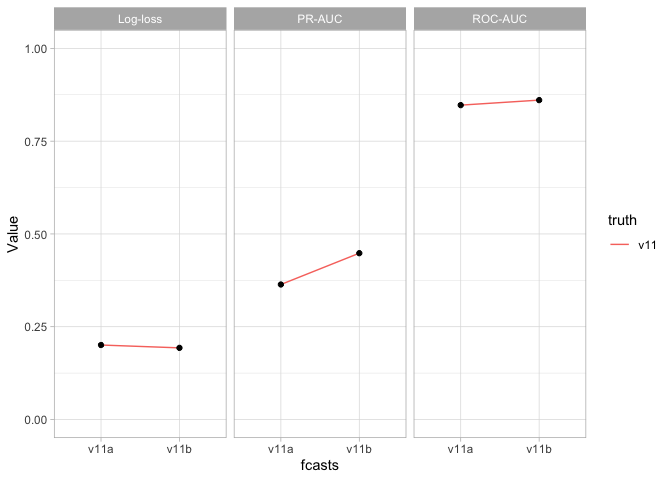 Log-loss PR-AUC ROC-AUC
1.00
0.75
0.50
0.25
0.00
Value
v11a v11b v11a v11b v11a v11b
fcasts
truth
v11